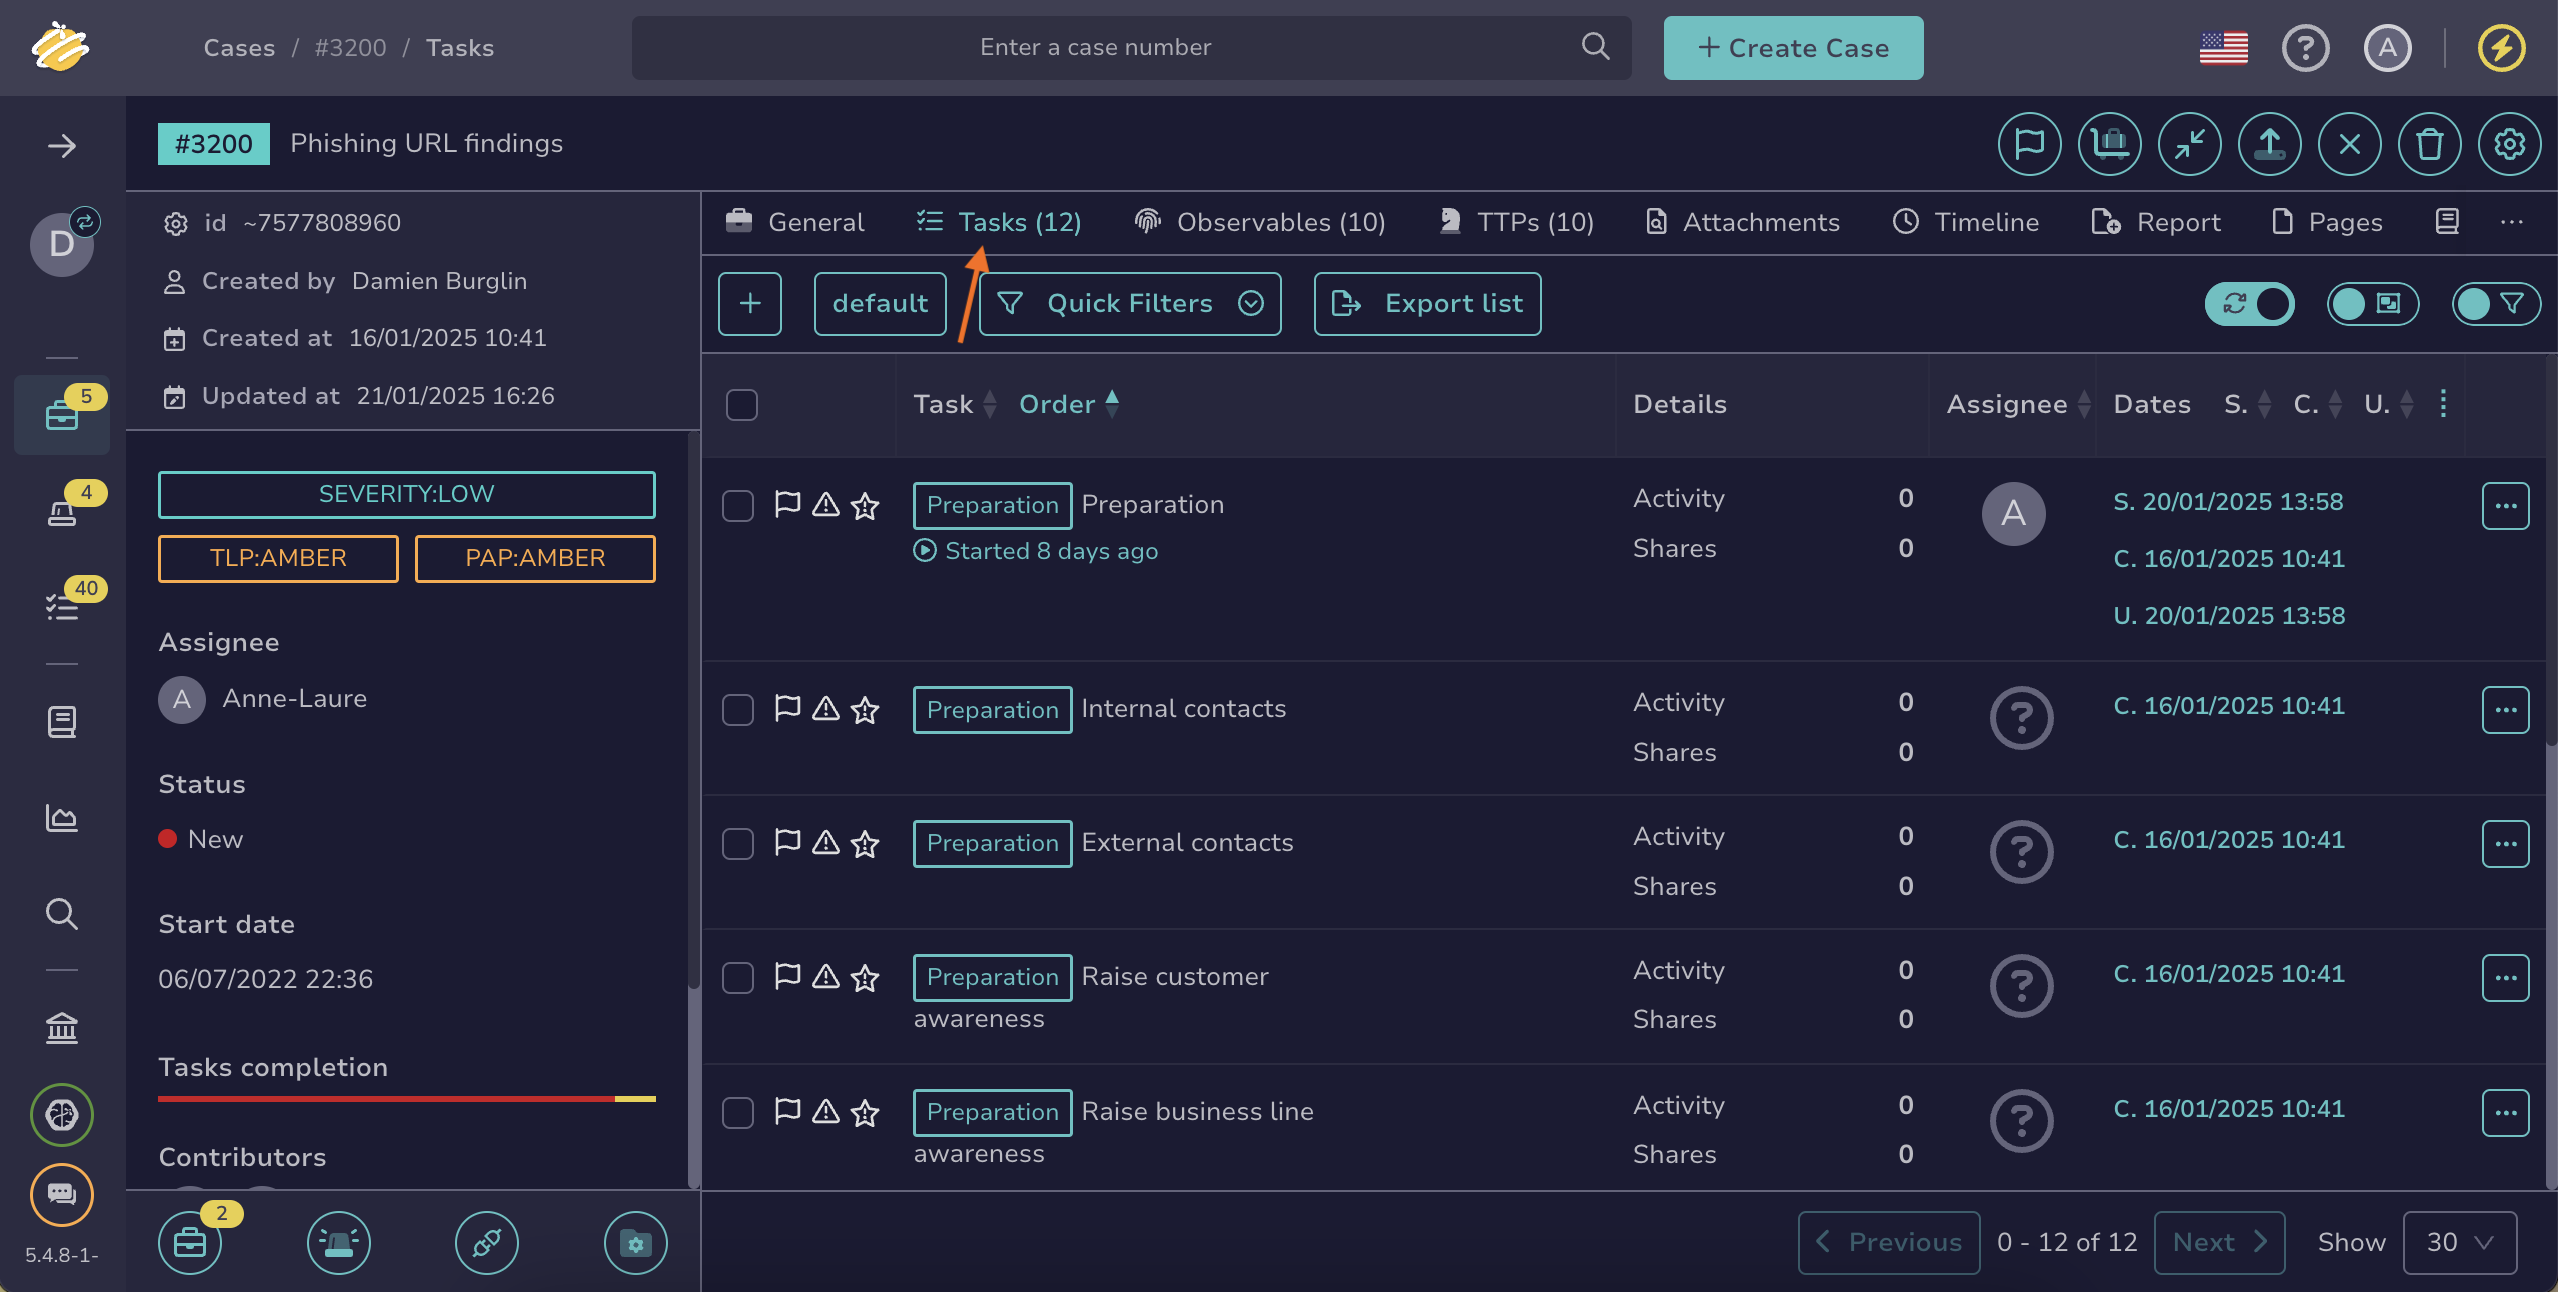 Cases / #3200 / Tasks
Enter a case number
+ Create Case
A
#3200 Phishing URL findings
D
id ~7577808960
Created by Damien Burglin
Created at 16/01/2025 10:41
Updated at 21/01/2025 16:26
5
4
40
5.4.8-1-
SEVERITY:LOW
TLP:AMBER PAP:AMBER
Assignee
A Anne-Laure
Status
New
Start date
06/07/2022 22:36
Tasks completion
Contributors
2
General Tasks (12) Observables (10) TTPs (10) Attachments Timeline Report Pages ...
+ default Quick Filters Export list
Task Order Details Assignee Dates S. C. U.
Preparation Preparation
Started 8 days ago
Activity 0
Shares 0
A
S. 20/01/2025 13:58
C. 16/01/2025 10:41
U. 20/01/2025 13:58
Preparation Internal contacts
Activity 0
Shares 0
?
C. 16/01/2025 10:41
Preparation External contacts
Activity 0
Shares 0
?
C. 16/01/2025 10:41
Preparation Raise customer
awareness
Activity 0
Shares 0
?
C. 16/01/2025 10:41
Preparation Raise business line
awareness
Activity 0
Shares 0
?
C. 16/01/2025 10:41
Previous 0 - 12 of 12 Next Show 30